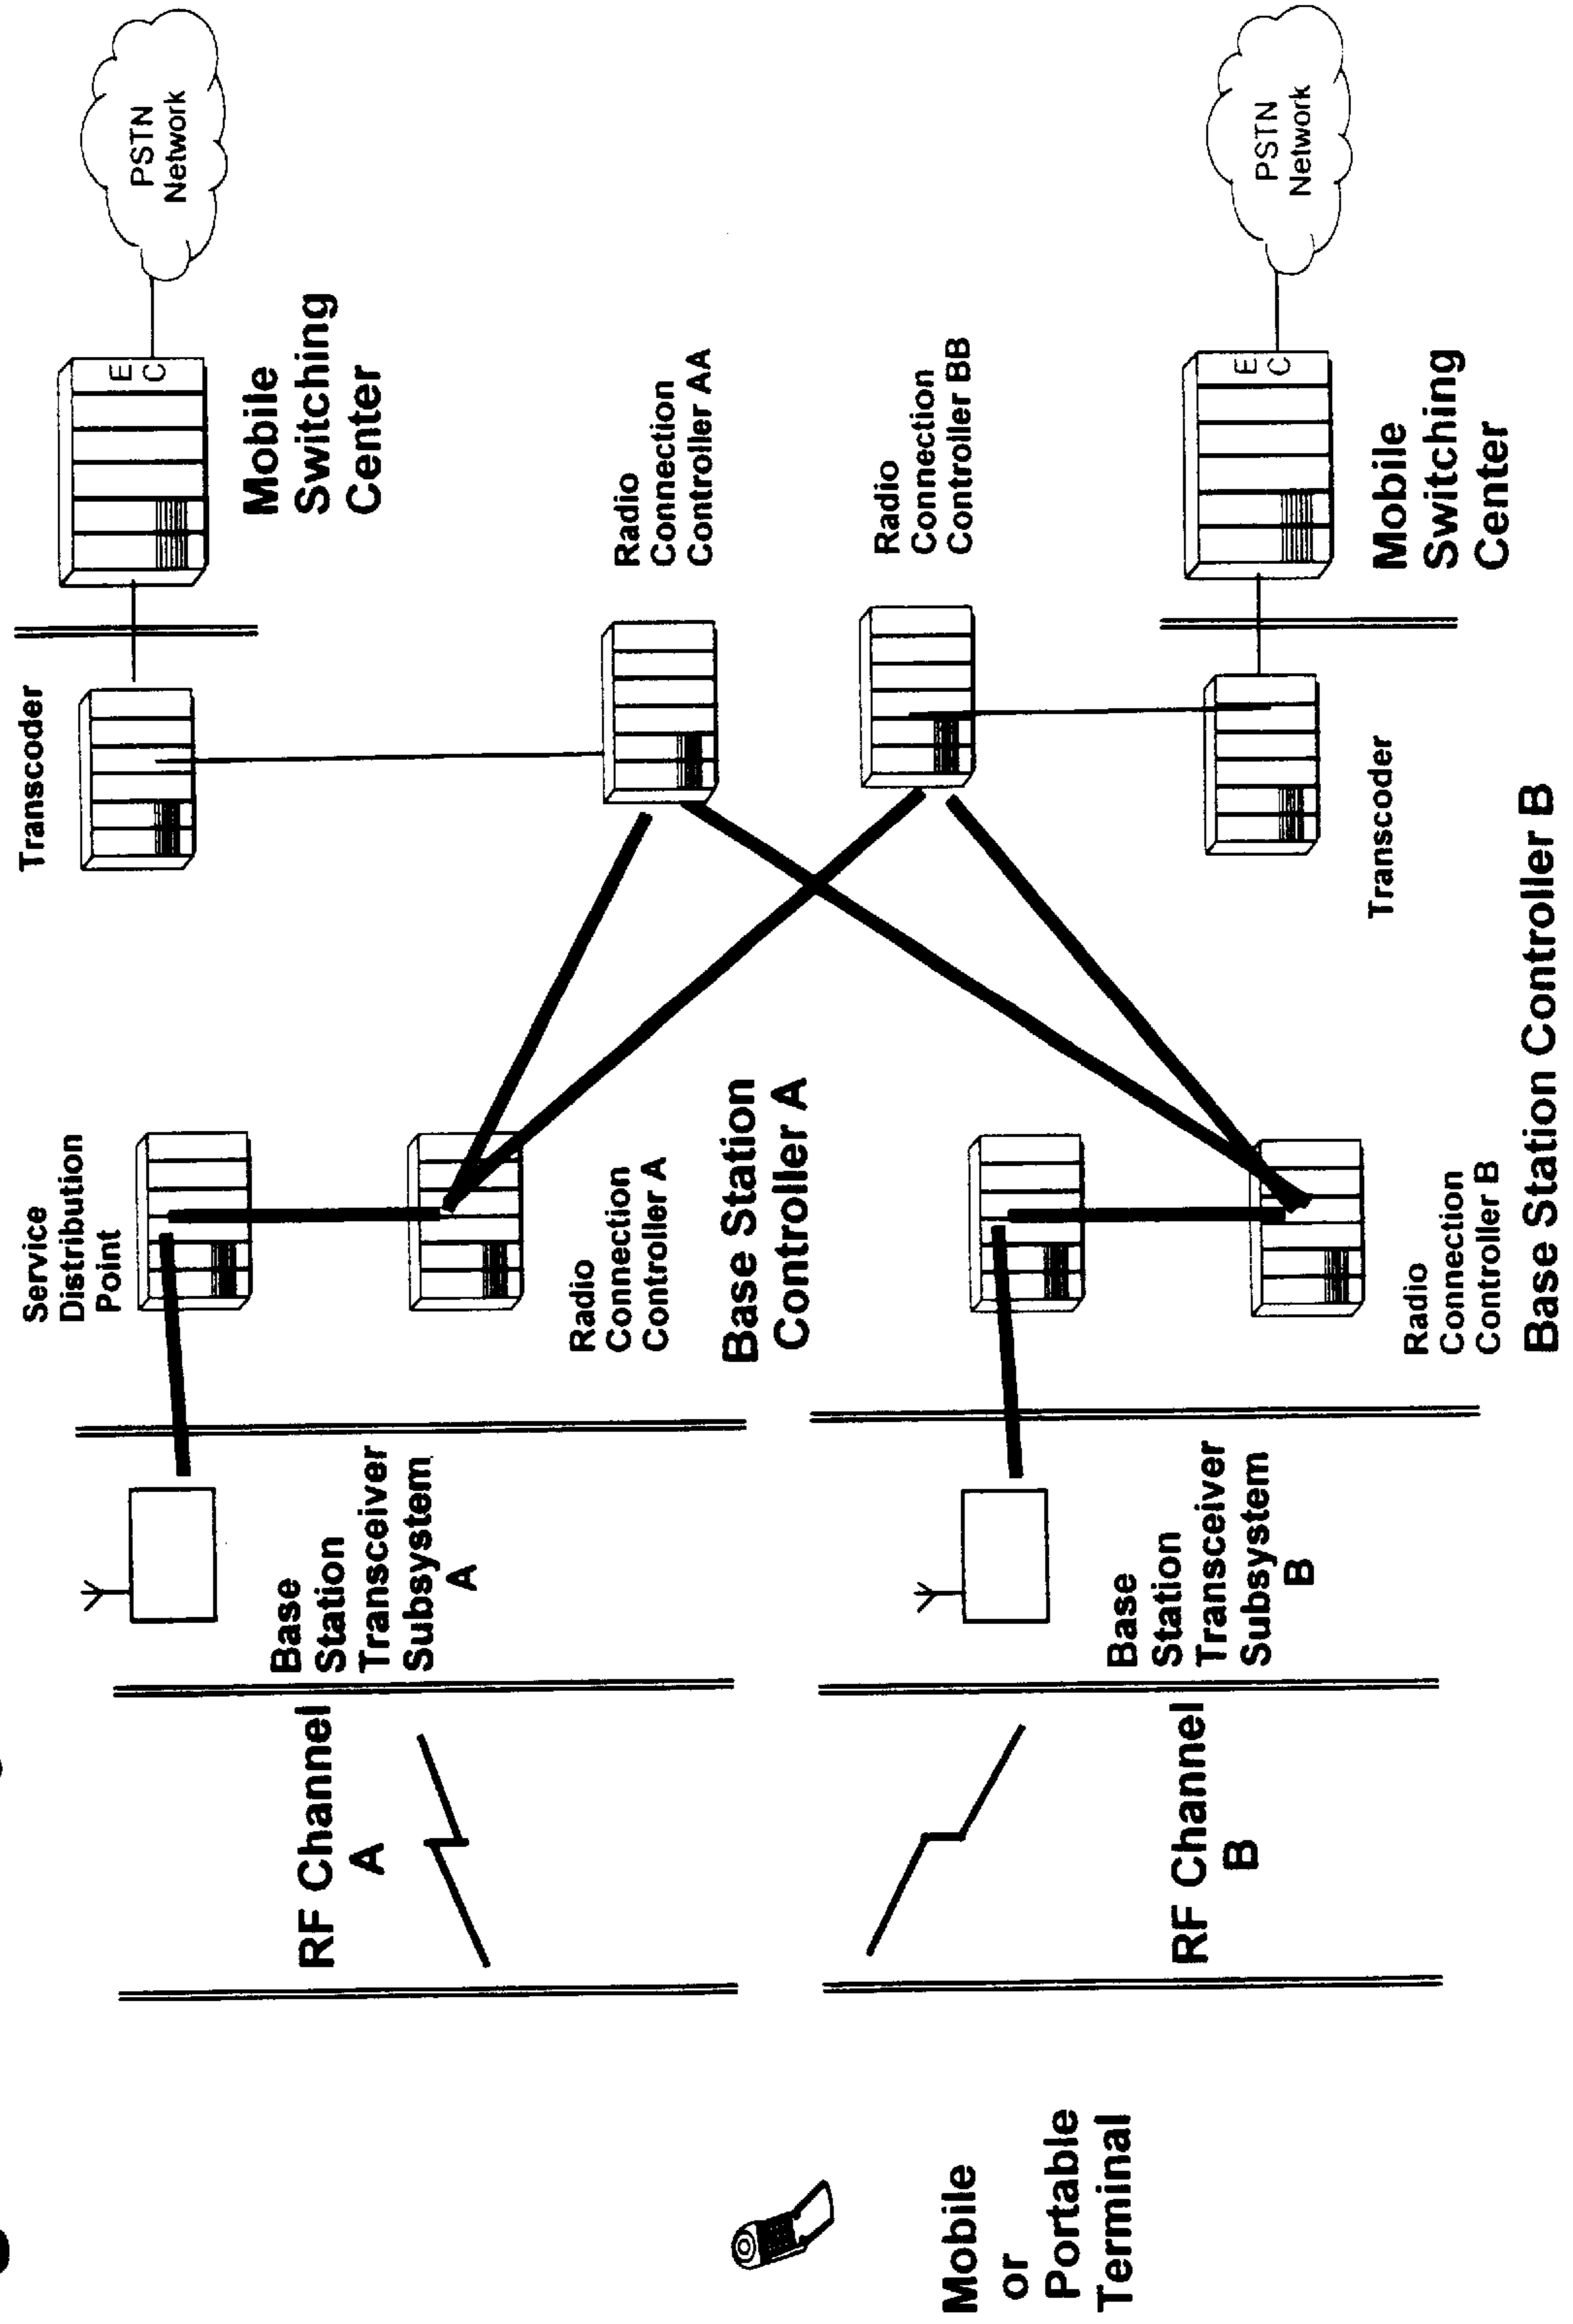 Service
Distribution
Point
Transcoder
PSTN
Network
E
C
Mobile
Switching
Center
Base
Station
Transceiver
Subsystem
A
RF Channel
A
Radio
Connection
Controller A
Radio
Connection
Controller AA
Base Station
Controller A
Radio
Connection
Controller BB
Mobile
or
Portable
Terminal
Base
Station
Transceiver
Subsystem
B
RF Channel
B
PSTN
Network
E
C
Transcoder
Mobile
Switching
Center
Radio
Connection
Controller B
Base Station Controller B